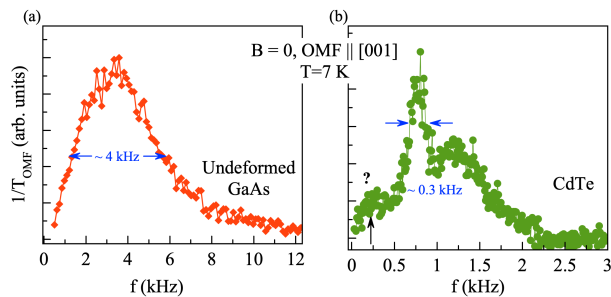 (a)
(b)
B = 0, OMF || [001]
T=7 K
1/T_OMF (arb. units)
~ 4 kHz
Undeformed
GaAs
?
~ 0.3 kHz
CdTe
0 2 4 6 8 10 12
0 0.5 1 1.5 2 2.5 3
f (kHz)
f (kHz)